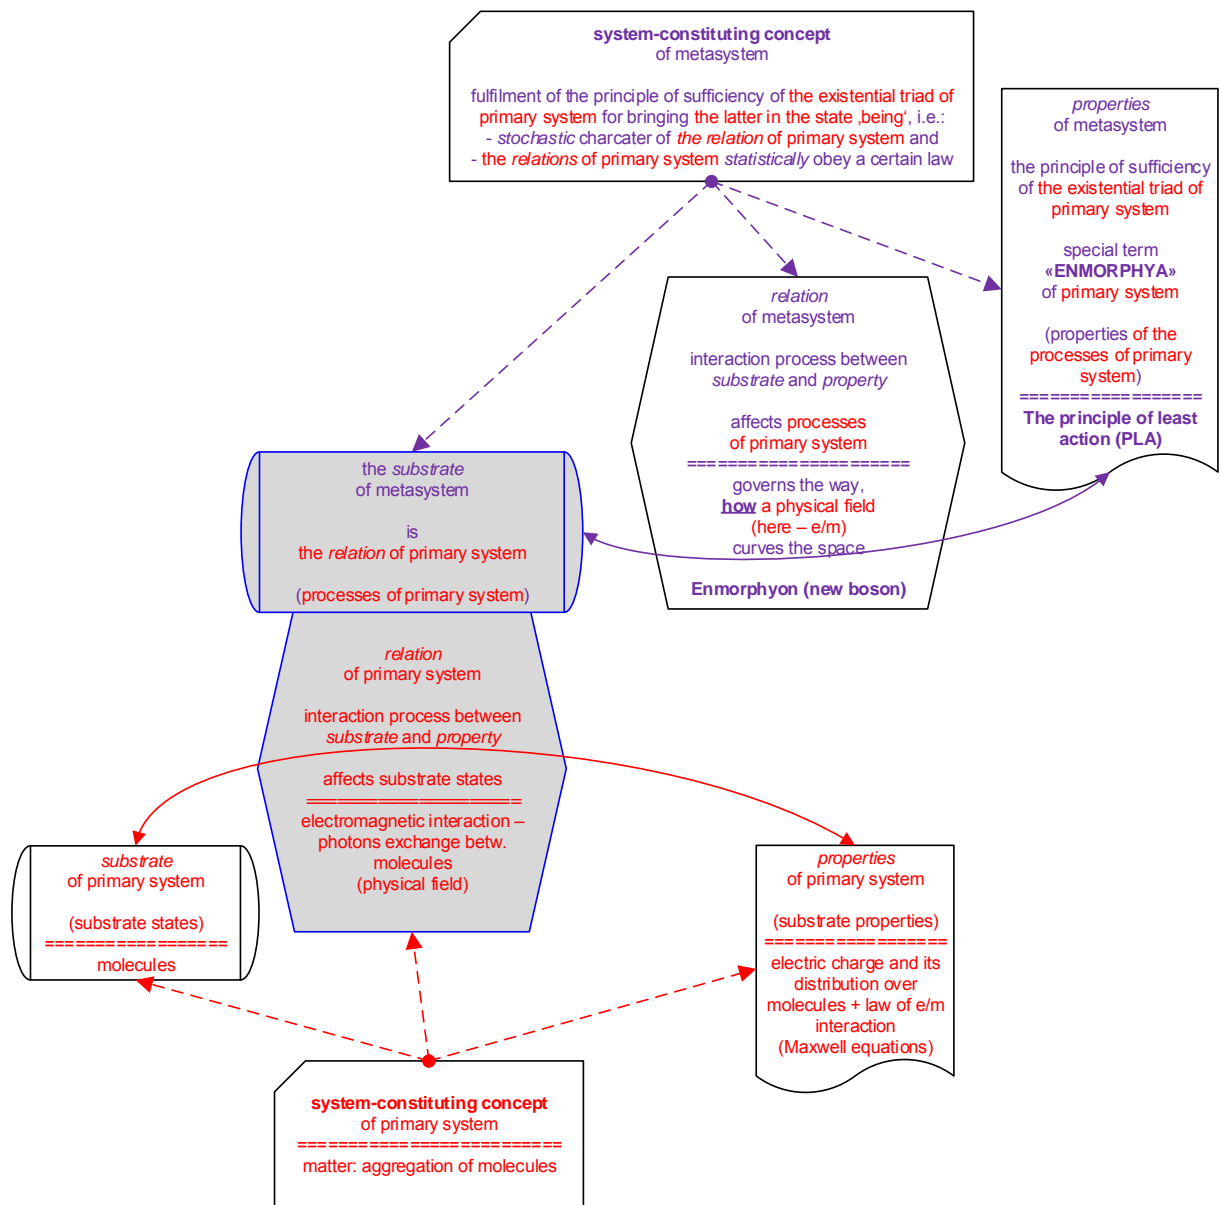 system-constituting concept
of metasystem
fulfilment of the principle of sufficiency of the existential triad of
primary system for bringing the latter in the state ‚being‘, i.e.:
- stochastic charcater of the relation of primary system and
- the relations of primary system statistically obey a certain law
properties
of metasystem
the principle of sufficiency
of the existential triad of
primary system
special term
«ENMORPHYA»
of primary system
(properties of the
processes of primary
system)
==================
The principle of least
action (PLA)
relation
of metasystem
interaction process between
substrate and property
affects processes
of primary system
======================
governs the way,
how a physical field
(here – e/m)
curves the space
Enmorphyon (new boson)
the substrate
of metasystem
is
the relation of primary system
(processes of primary system)
relation
of primary system
interaction process between
substrate and property
affects substrate states
=====================
electromagnetic interaction –
photons exchange betw.
molecules
(physical field)
substrate
of primary system
(substrate states)
==================
molecules
properties
of primary system
(substrate properties)
==================
electric charge and its
distribution over
molecules + law of e/m
interaction
(Maxwell equations)
system-constituting concept
of primary system
==========================
matter: aggregation of molecules